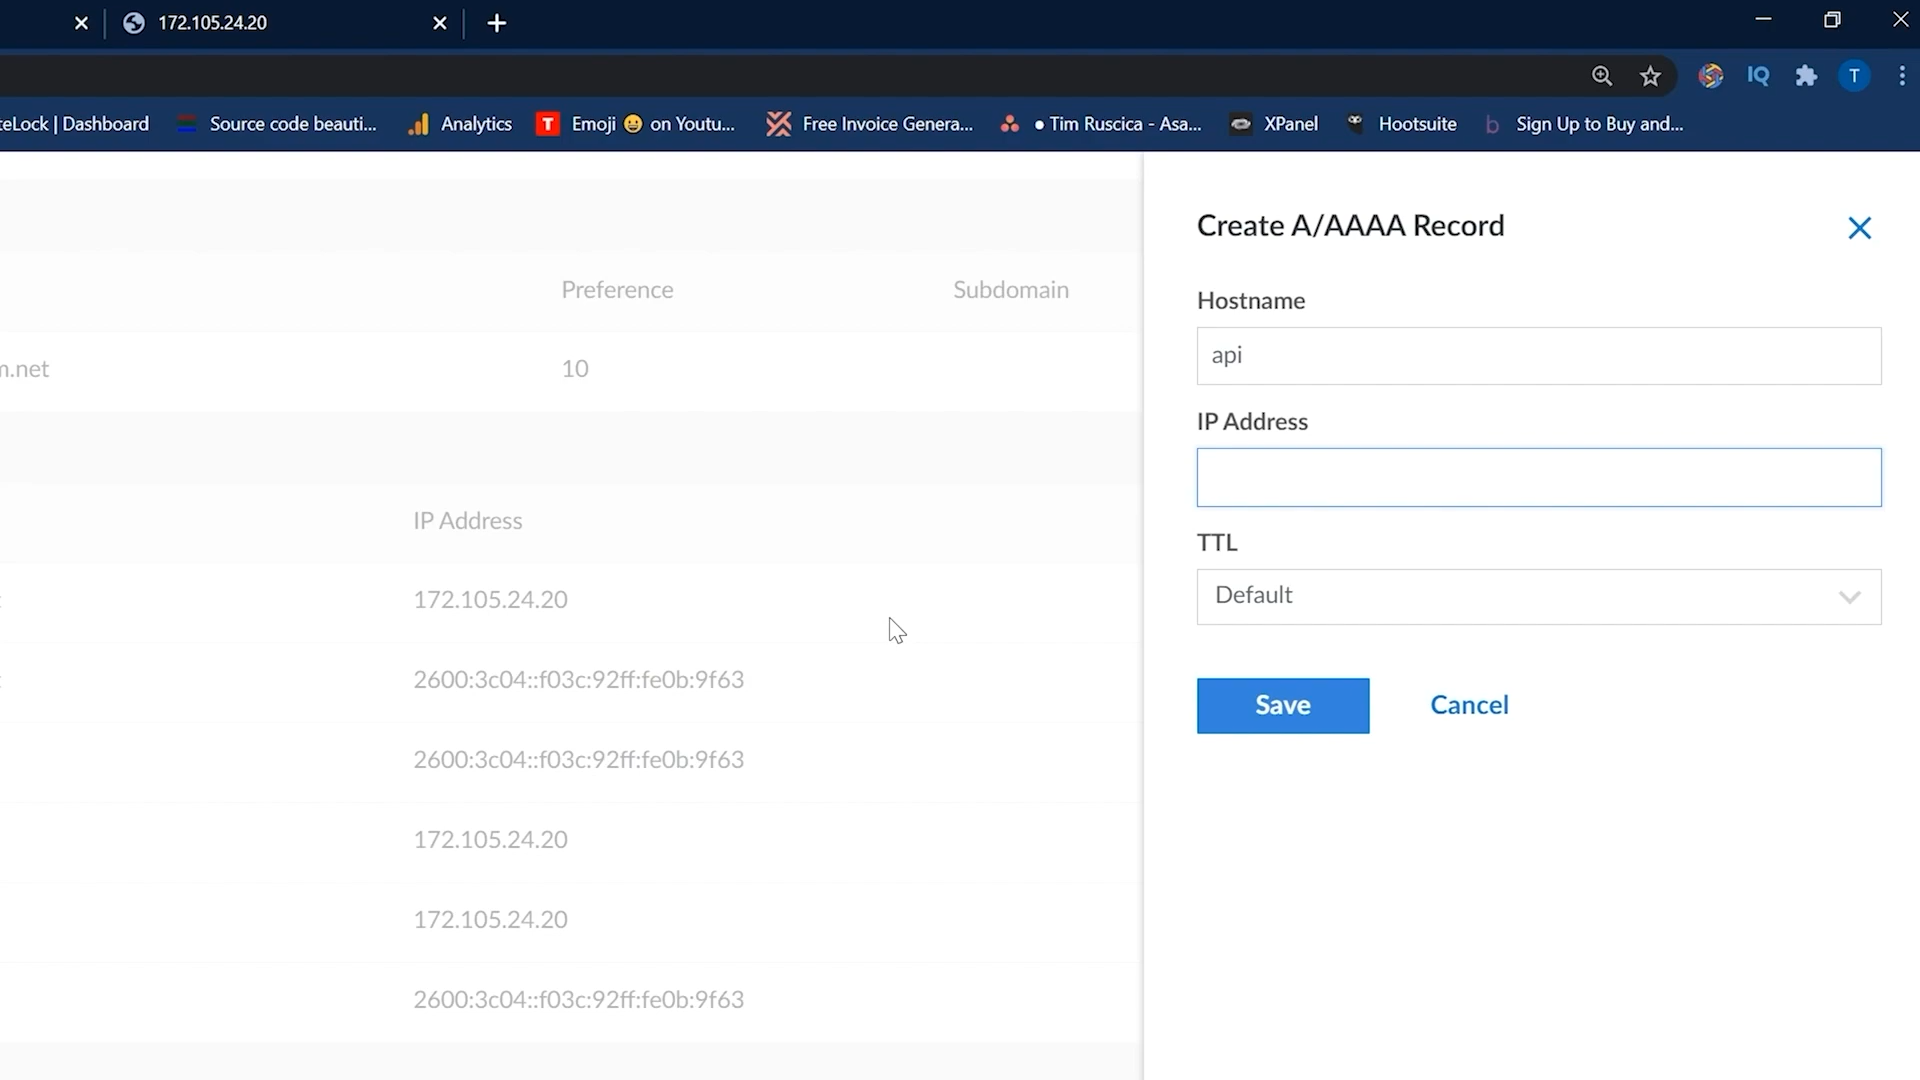 172.105.24.20
IQ
T
teLock | Dashboard
Source code beauti...
Analytics
T
Emoji 😀 on Youtu...
Free Invoice Genera...
• Tim Ruscica - Asa...
XPanel
Hootsuite
b
Sign Up to Buy and...
Create A/AAAA Record
Hostname
api
IP Address
TTL
Default
Save
Cancel
Preference
Subdomain
m.net
10
IP Address
172.105.24.20
2600:3c04::f03c:92ff:fe0b:9f63
2600:3c04::f03c:92ff:fe0b:9f63
172.105.24.20
172.105.24.20
2600:3c04::f03c:92ff:fe0b:9f63